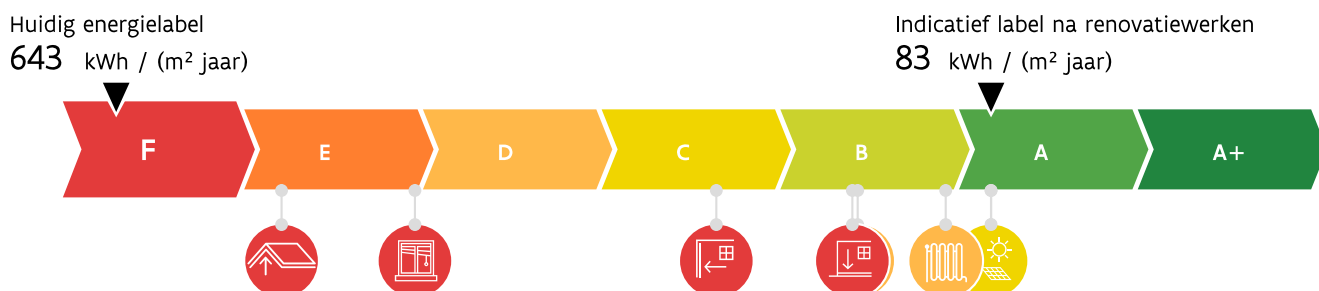 Huidig energielabel
643 kWh / (m² jaar)
Indicatief label na renovatiewerken
83 kWh / (m² jaar)
F E D C B A A+